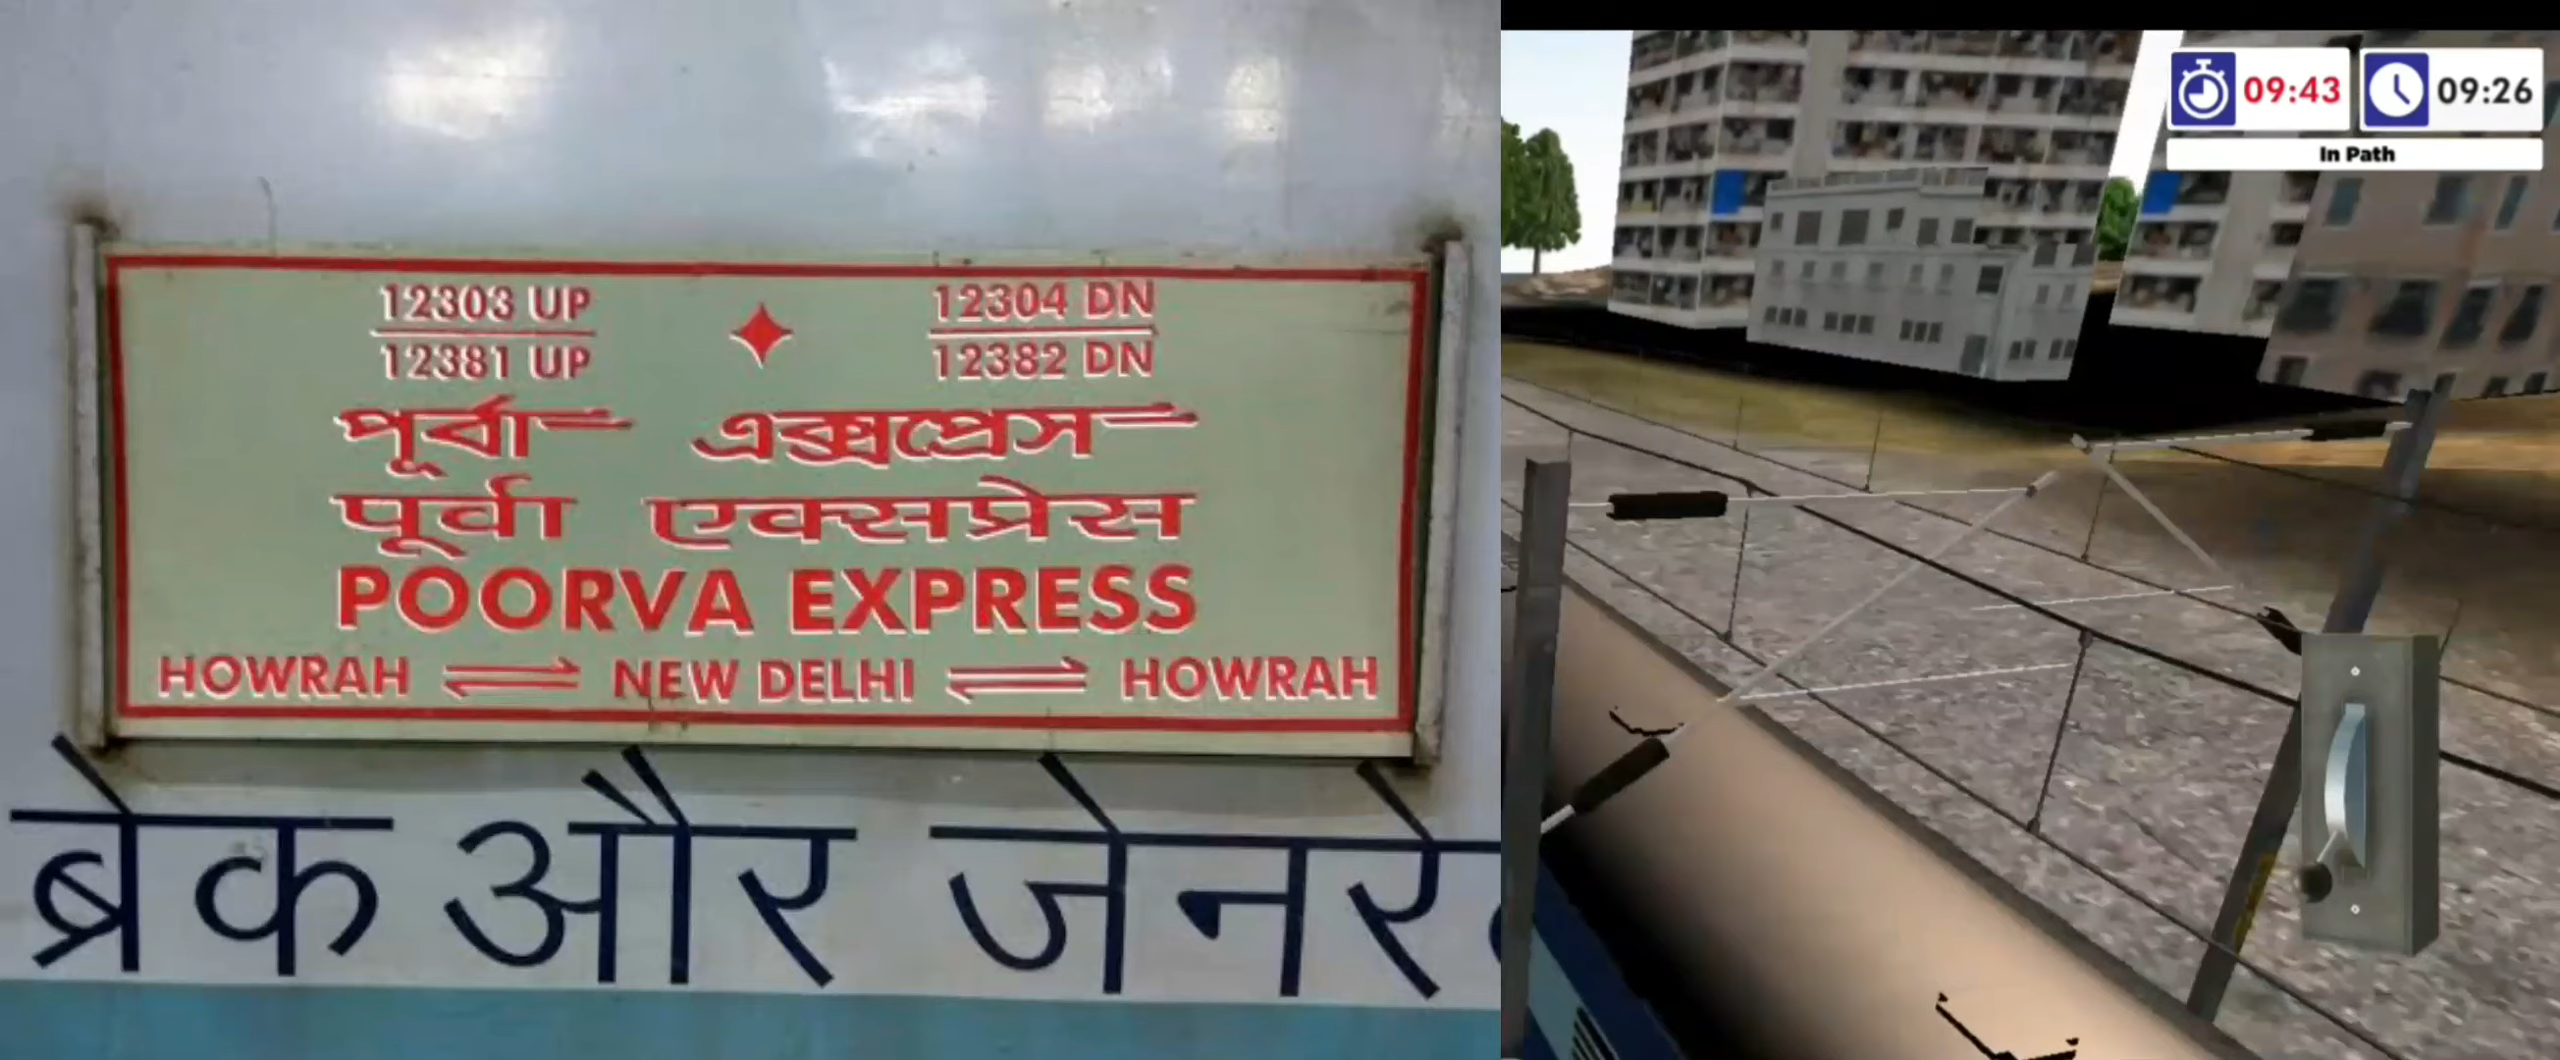 12303 UP 12304 DN
12381 UP 12382 DN
পূর্বা এক্সপ্রেস
पूर्वा एक्सप्रेस
POORVA EXPRESS
HOWRAH ⇌ NEW DELHI ⇌ HOWRAH
ब्रेक और जेनरे
09:43 09:26
In Path